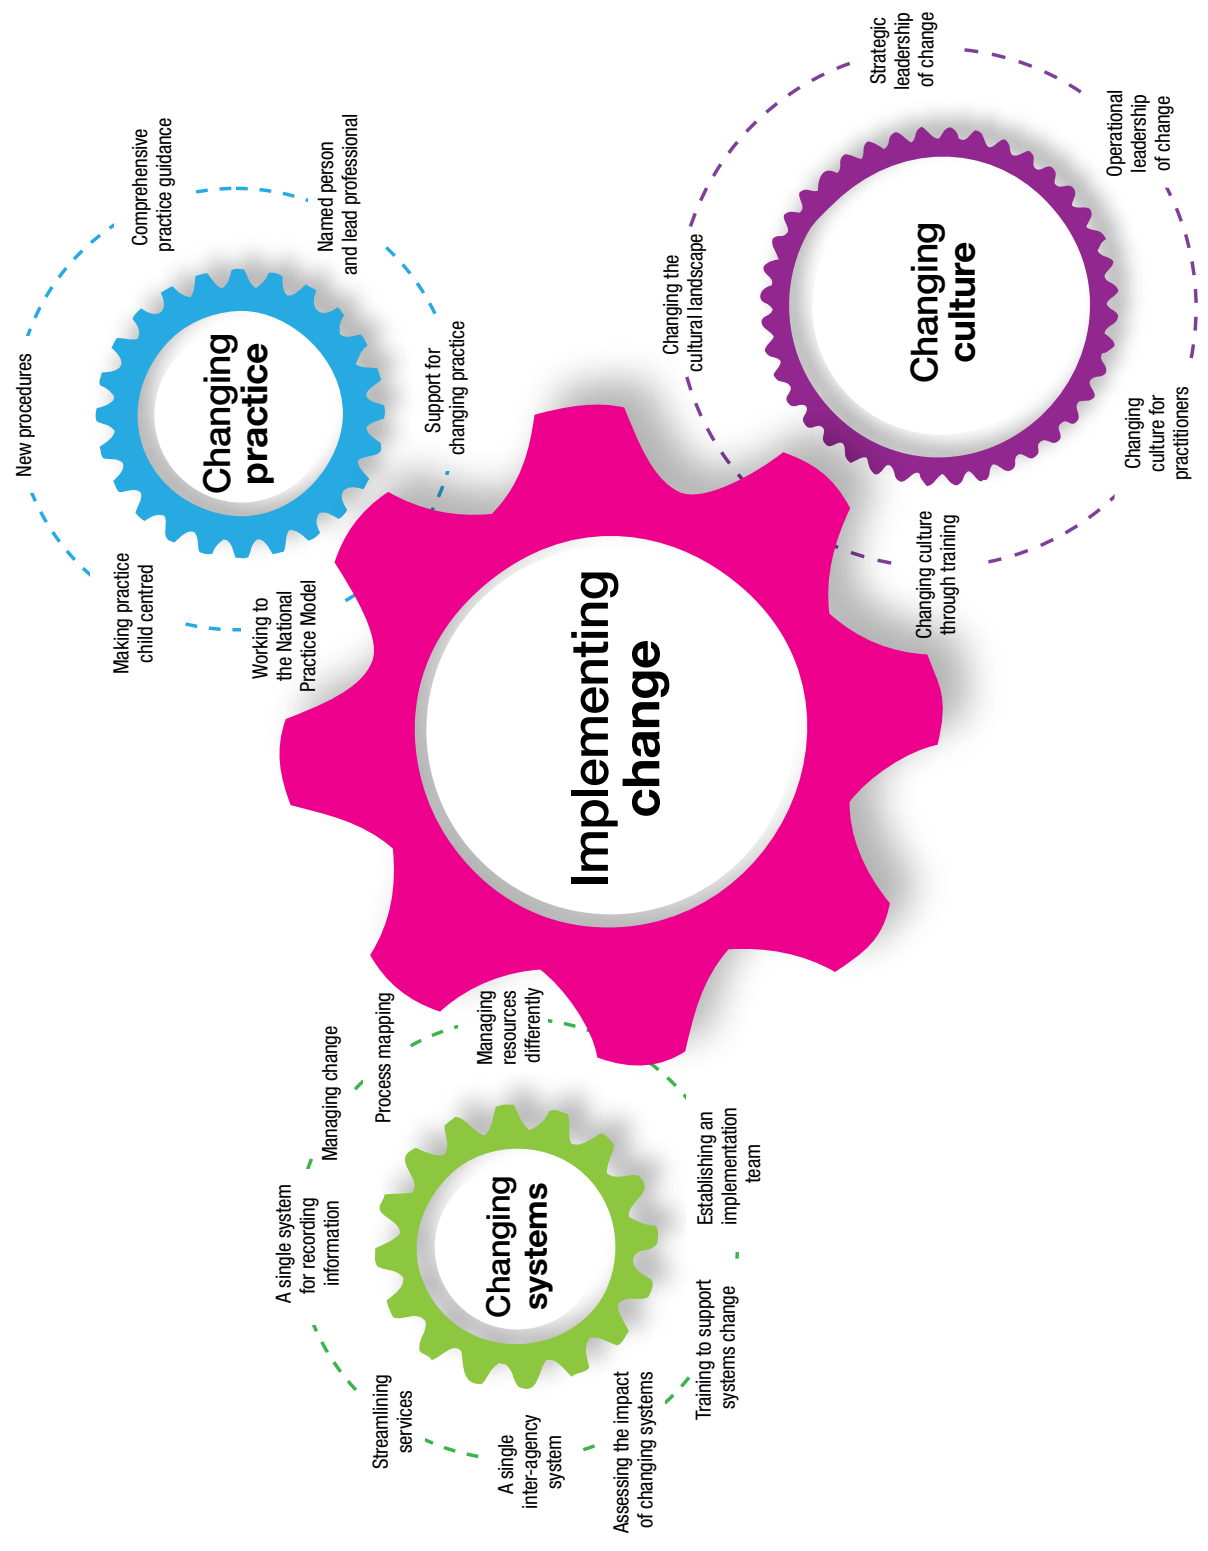 Implementing
change
Changing
systems
A single system
for recording
information
Managing change
Process mapping
Managing
resources
differently
Establishing an
implementation
team
Training to support
systems change
Assessing the impact
of changing systems
A single
inter-agency
system
Streamlining
services
Changing
practice
New procedures
Comprehensive
practice guidance
Named person
and lead professional
Support for
changing practice
Working to
the National
Practice Model
Making practice
child centred
Changing
culture
Changing the
cultural landscape
Strategic
leadership
of change
Operational
leadership
of change
Changing
culture for
practitioners
Changing culture
through training